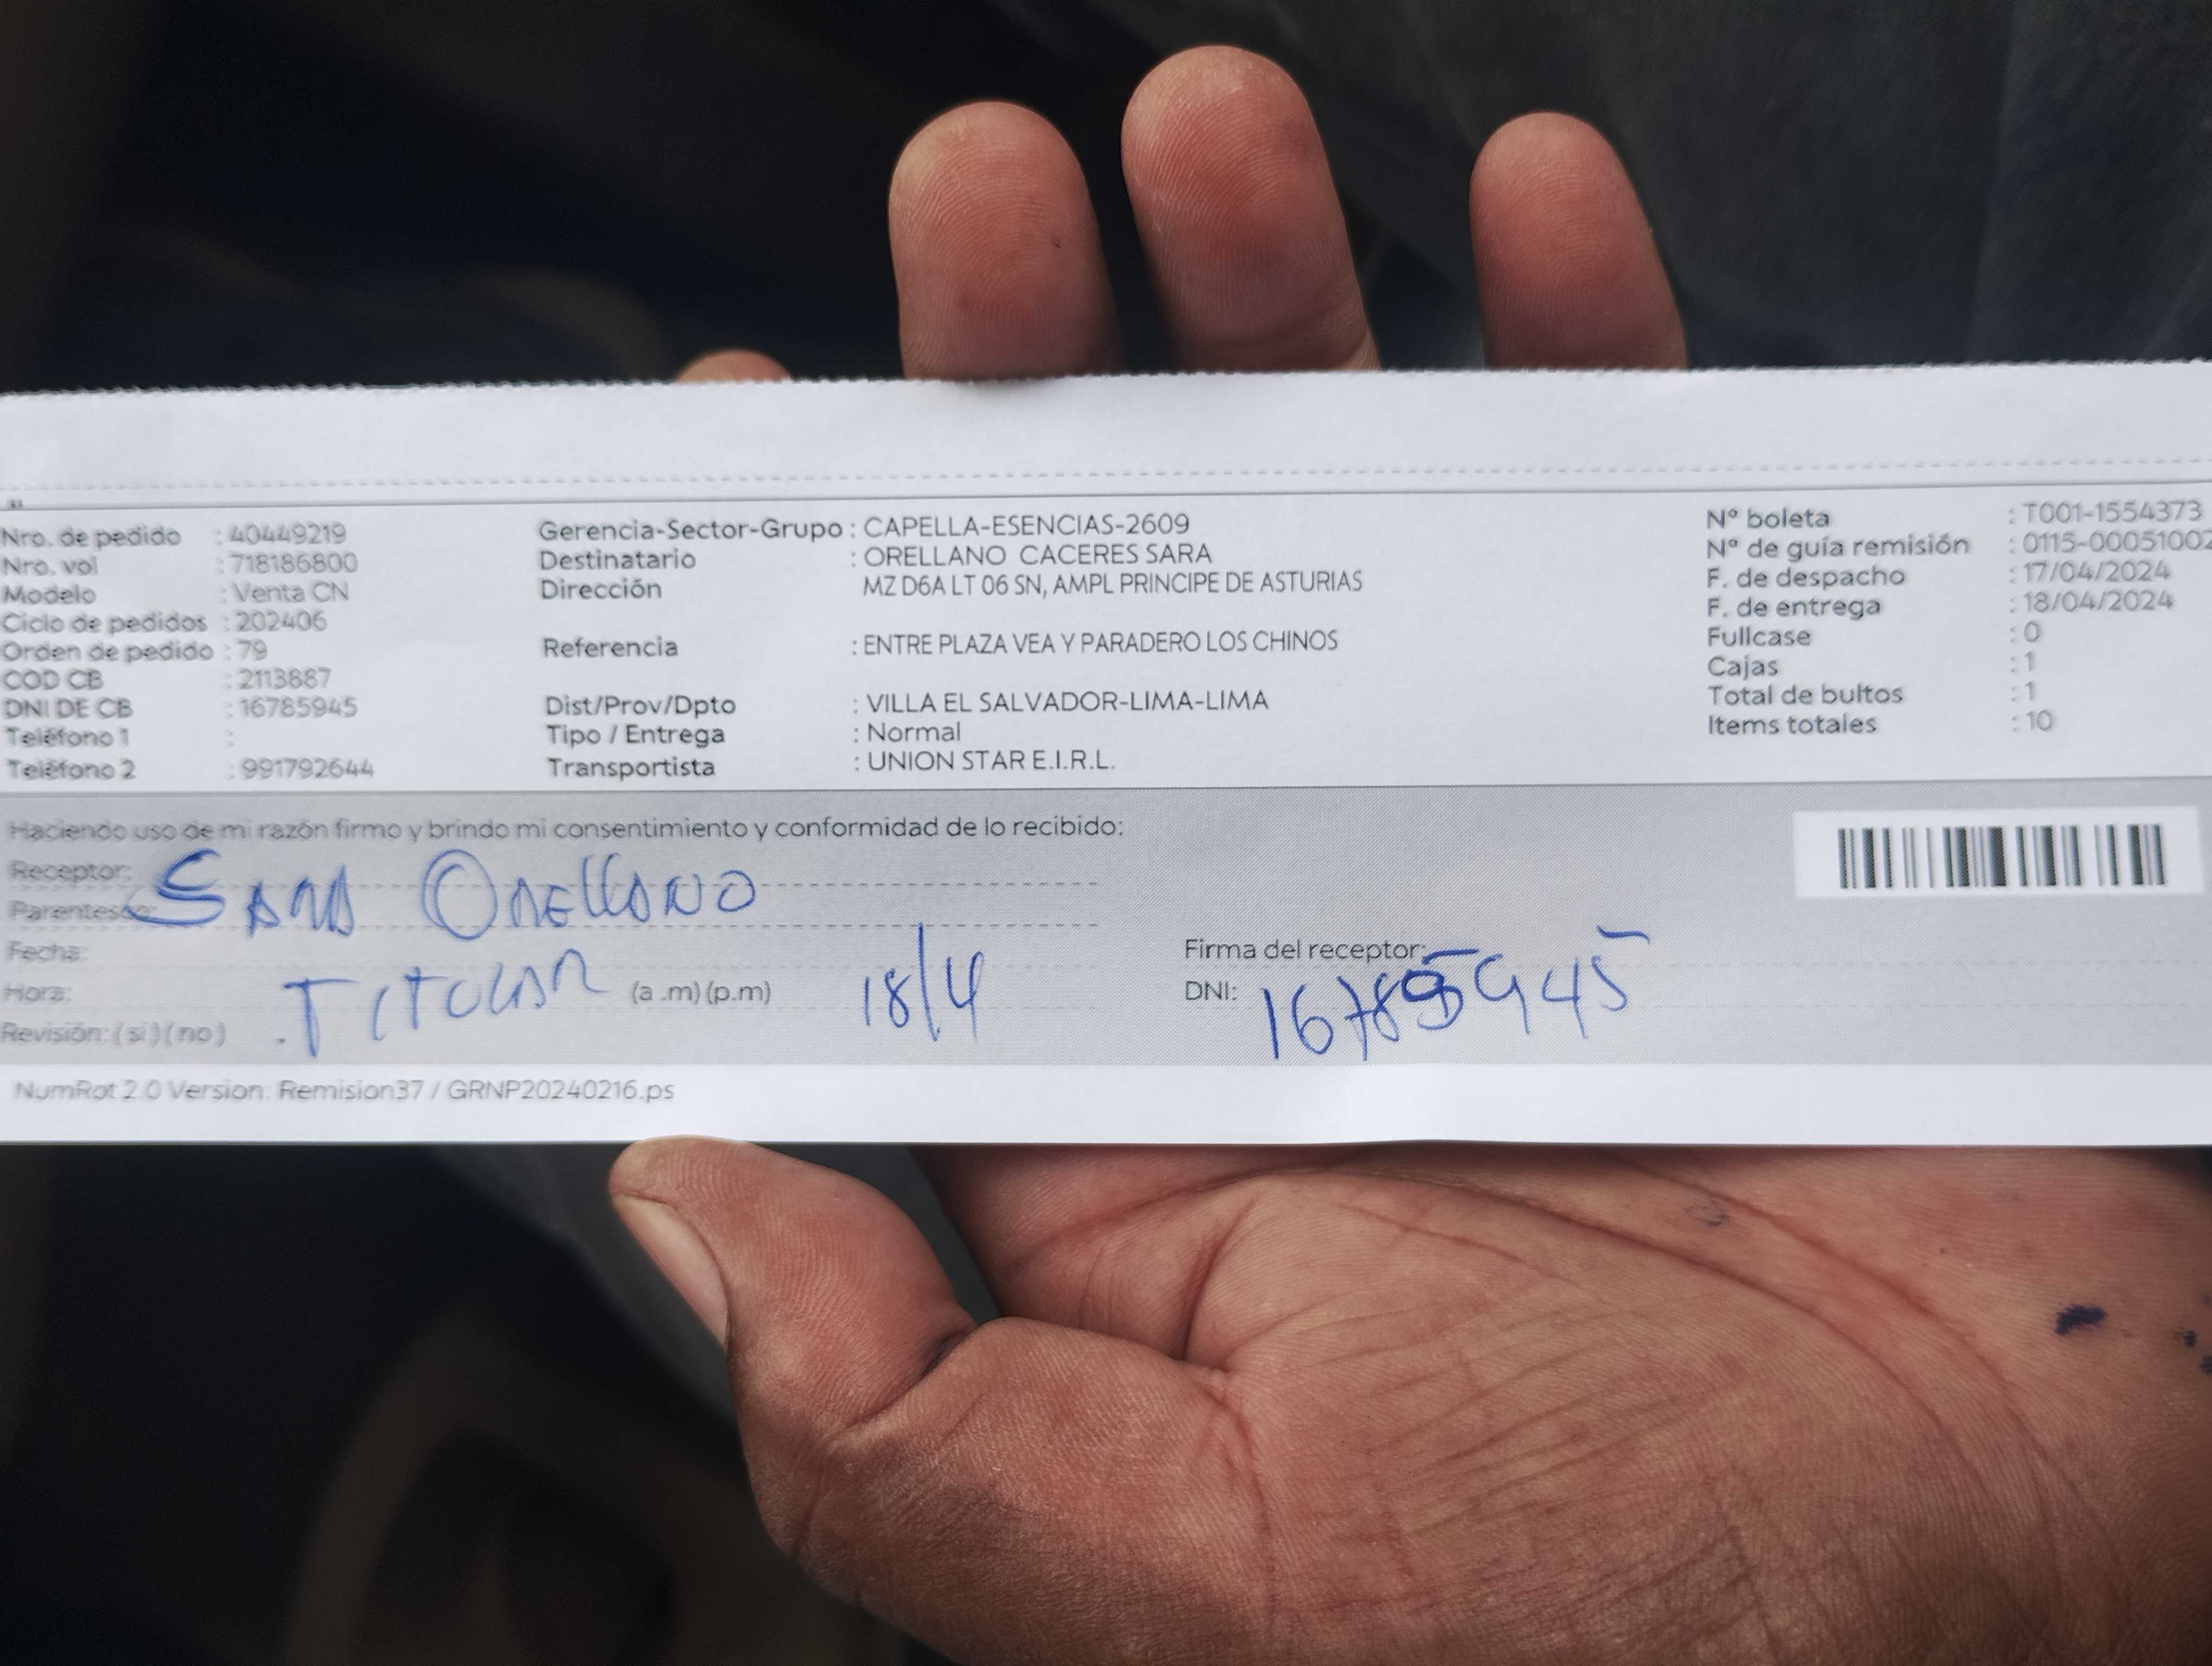 Nro. de pedido : 40449219
Nro. vol : 718186800
Modelo : Venta CN
Ciclo de pedidos : 202406
Orden de pedido : 79
COD CB : 2113887
DNI DE CB : 16785945
Teléfono 1 :
Teléfono 2 : 991792644
Gerencia-Sector-Grupo : CAPELLA-ESENCIAS-2609
Destinatario : ORELLANO CACERES SARA
Dirección MZ D6A LT 06 SN, AMPL PRINCIPE DE ASTURIAS
Referencia : ENTRE PLAZA VEA Y PARADERO LOS CHINOS
Dist/Prov/Dpto : VILLA EL SALVADOR-LIMA-LIMA
Tipo / Entrega : Normal
Transportista : UNION STAR E.I.R.L.
Nº boleta : T001-1554373
Nº de guía remisión : 0115-00051002
F. de despacho : 17/04/2024
F. de entrega : 18/04/2024
Fullcase : 0
Cajas : 1
Total de bultos : 1
Items totales : 10
Haciendo uso de mi razón firmo y brindo mi consentimiento y conformidad de lo recibido:
Receptor: SARA ORELLANO
Parentesco:
Fecha:
Hora: TITULAR (a .m) (p.m) 18/4
Revisión: (si) (no)
Firma del receptor:
DNI: 16785945
NumRot 2.0 Version: Remision37 / GRNP20240216.ps